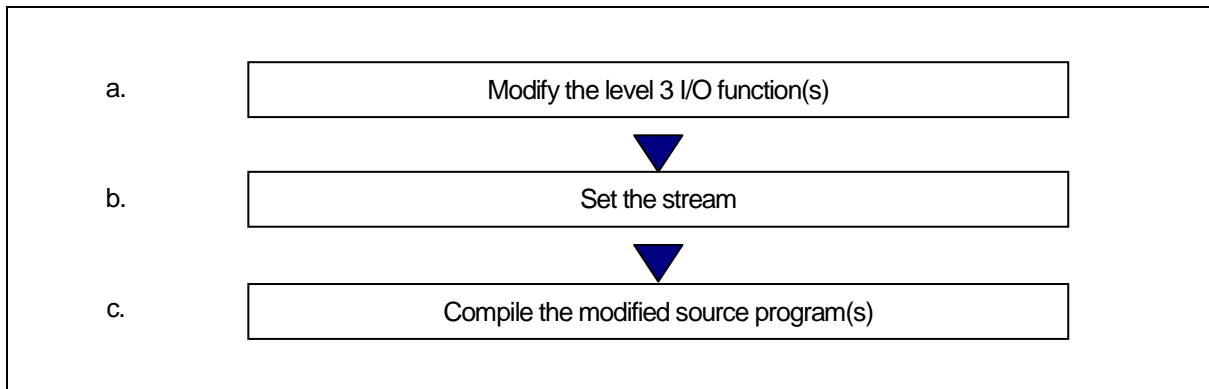 a. Modify the level 3 I/O function(s)
b. Set the stream
c. Compile the modified source program(s)